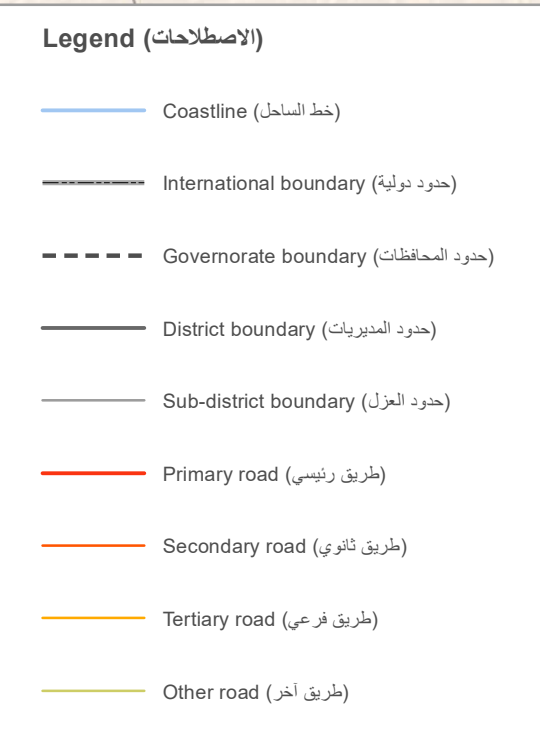 Legend (الاصطلاحات)
Coastline (خط الساحل)
International boundary (حدود دولية)
Governorate boundary (حدود المحافظات)
District boundary (حدود المديريات)
Sub-district boundary (حدود العزل)
Primary road (طريق رئيسي)
Secondary road (طريق ثانوي)
Tertiary road (طريق فرعي)
Other road (طريق آخر)